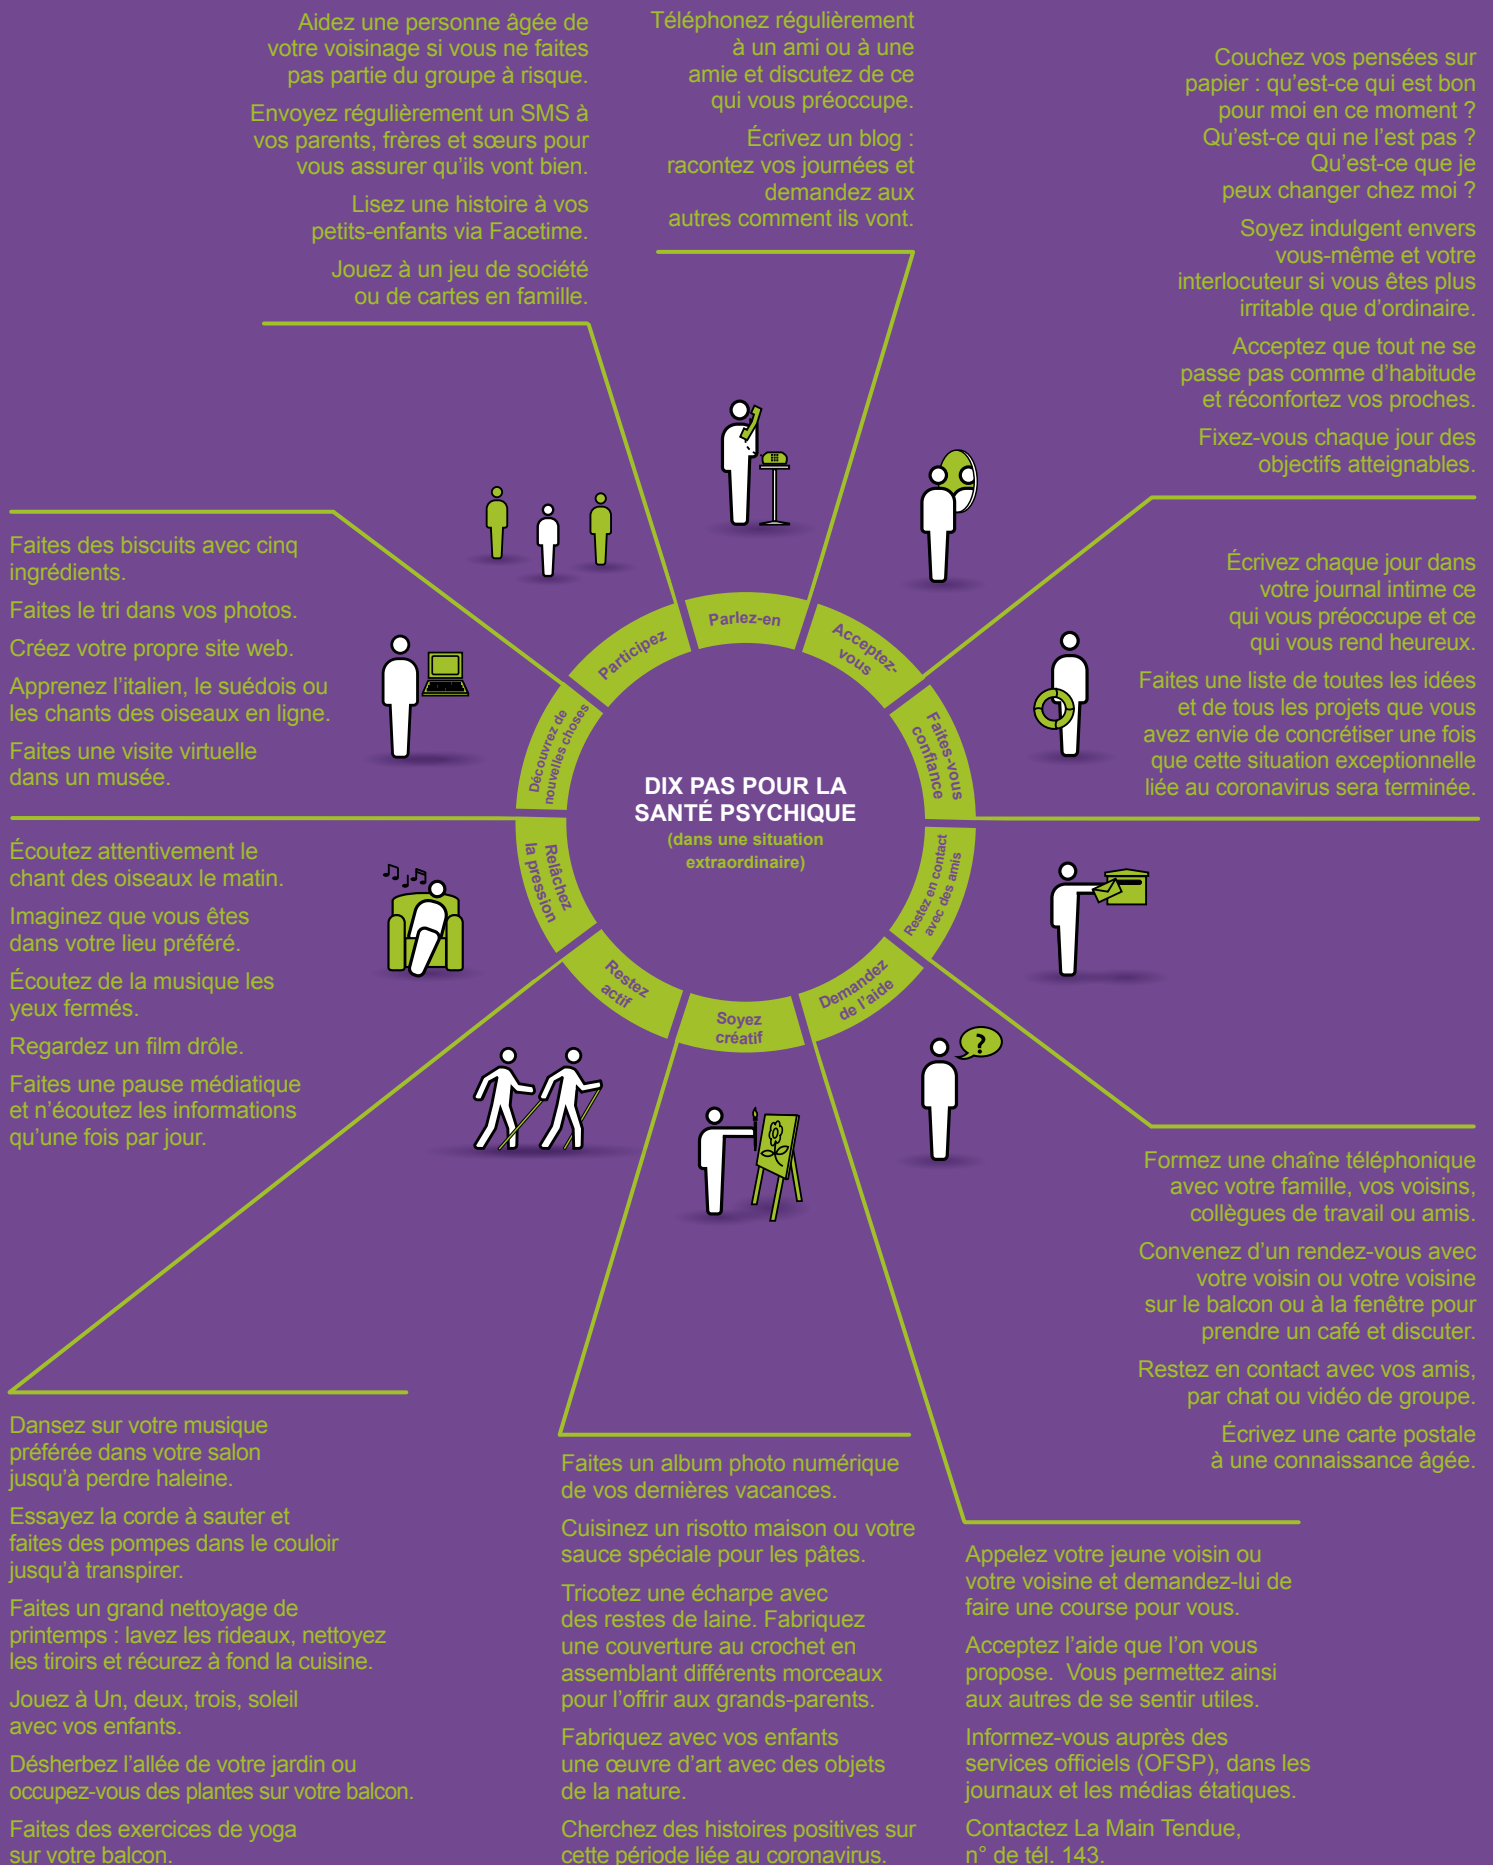 Aidez une personne âgée de
votre voisinage si vous ne faites
pas partie du groupe à risque.
Envoyez régulièrement un SMS à
vos parents, frères et sœurs pour
vous assurer qu'ils vont bien.
Lisez une histoire à vos
petits-enfants via Facetime.
Jouez à un jeu de société
ou de cartes en famille.
Téléphonez régulièrement
à un ami ou à une
amie et discutez de ce
qui vous préoccupe.
Écrivez un blog :
racontez vos journées et
demandez aux
autres comment ils vont.
Couchez vos pensées sur
papier : qu'est-ce qui est bon
pour moi en ce moment ?
Qu'est-ce qui ne l'est pas ?
Qu'est-ce que je
peux changer chez moi ?
Soyez indulgent envers
vous-même et votre
interlocuteur si vous êtes plus
irritable que d'ordinaire.
Acceptez que tout ne se
passe pas comme d'habitude
et réconfortez vos proches.
Fixez-vous chaque jour des
objectifs atteignables.
Faites des biscuits avec cinq
ingrédients.
Faites le tri dans vos photos.
Créez votre propre site web.
Apprenez l'italien, le suédois ou
les chants des oiseaux en ligne.
Faites une visite virtuelle
dans un musée.
Écrivez chaque jour dans
votre journal intime ce
qui vous préoccupe et ce
qui vous rend heureux.
Faites une liste de toutes les idées
et de tous les projets que vous
avez envie de concrétiser une fois
que cette situation exceptionnelle
liée au coronavirus sera terminée.
Participez
Parlez-en
Acceptez-
vous
Faites-vous
confiance
Restez en contact
avec des amis
Demandez
de l'aide
Soyez
créatif
Restez
actif
Relâchez
la pression
Découvrez de
nouvelles choses
DIX PAS POUR LA
SANTÉ PSYCHIQUE
(dans une situation
extraordinaire)
?
Écoutez attentivement le
chant des oiseaux le matin.
Imaginez que vous êtes
dans votre lieu préféré.
Écoutez de la musique les
yeux fermés.
Regardez un film drôle.
Faites une pause médiatique
et n'écoutez les informations
qu'une fois par jour.
Formez une chaîne téléphonique
avec votre famille, vos voisins,
collègues de travail ou amis.
Convenez d'un rendez-vous avec
votre voisin ou votre voisine
sur le balcon ou à la fenêtre pour
prendre un café et discuter.
Restez en contact avec vos amis,
par chat ou vidéo de groupe.
Écrivez une carte postale
à une connaissance âgée.
Dansez sur votre musique
préférée dans votre salon
jusqu'à perdre haleine.
Essayez la corde à sauter et
faites des pompes dans le couloir
jusqu'à transpirer.
Faites un grand nettoyage de
printemps : lavez les rideaux, nettoyez
les tiroirs et récurez à fond la cuisine.
Jouez à Un, deux, trois, soleil
avec vos enfants.
Désherbez l'allée de votre jardin ou
occupez-vous des plantes sur votre balcon.
Faites des exercices de yoga
sur votre balcon.
Faites un album photo numérique
de vos dernières vacances.
Cuisinez un risotto maison ou votre
sauce spéciale pour les pâtes.
Tricotez une écharpe avec
des restes de laine. Fabriquez
une couverture au crochet en
assemblant différents morceaux
pour l'offrir aux grands-parents.
Fabriquez avec vos enfants
une œuvre d'art avec des objets
de la nature.
Cherchez des histoires positives sur
cette période liée au coronavirus.
Appelez votre jeune voisin ou
votre voisine et demandez-lui de
faire une course pour vous.
Acceptez l'aide que l'on vous
propose.  Vous permettez ainsi
aux autres de se sentir utiles.
Informez-vous auprès des
services officiels (OFSP), dans les
journaux et les médias étatiques.
Contactez La Main Tendue,
n° de tél. 143.